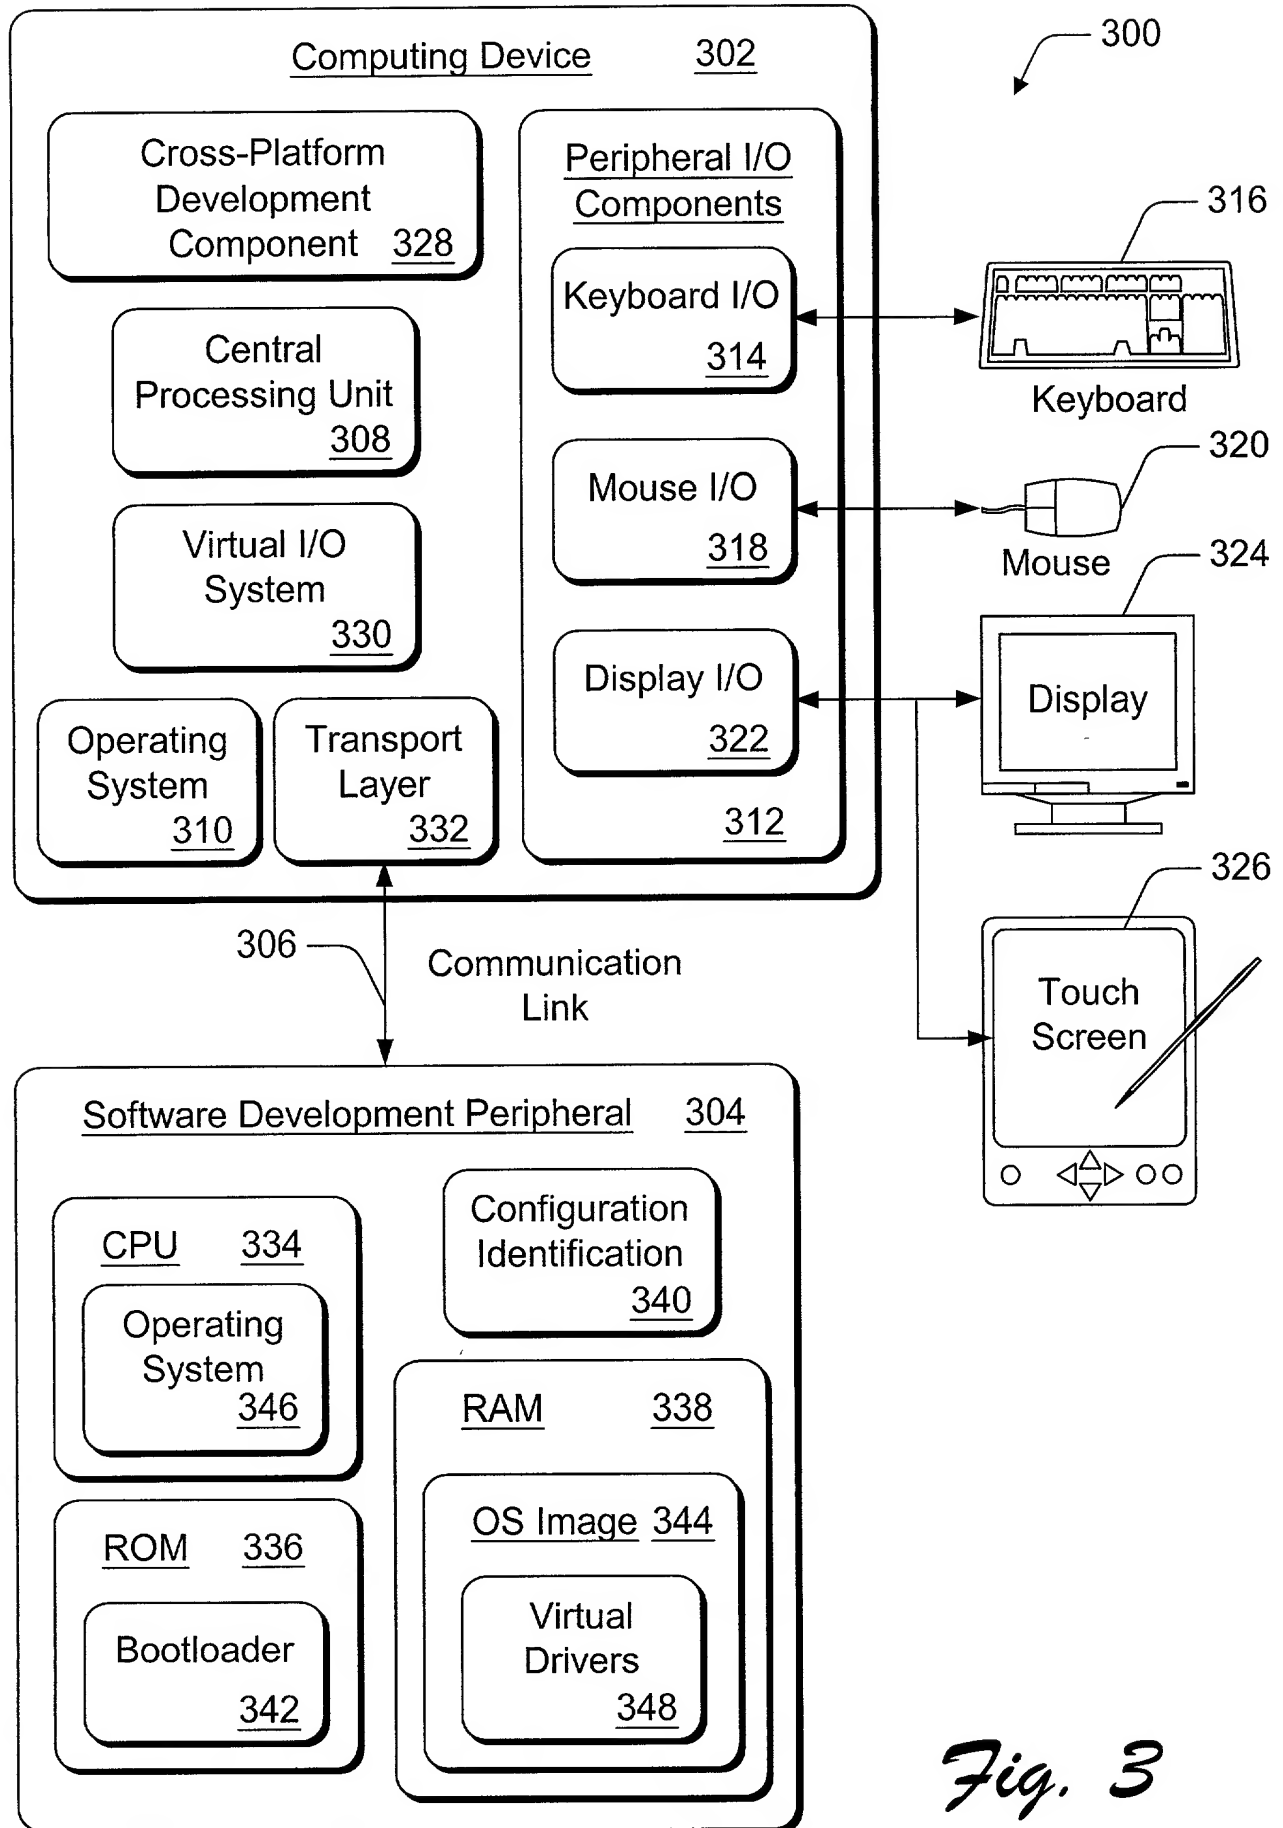 300
Computing Device 302
Cross-Platform
Development
Component 328
Central
Processing Unit
308
Virtual I/O
System
330
Operating
System
310
Transport
Layer
332
Peripheral I/O
Components
Keyboard I/O
314
Mouse I/O
318
Display I/O
322
312
316
Keyboard
320
Mouse
324
Display
326
Touch
Screen
306
Communication
Link
Software Development Peripheral 304
CPU 334
Operating
System
346
Configuration
Identification
340
ROM 336
Bootloader
342
RAM 338
OS Image 344
Virtual
Drivers
348
Fig. 3